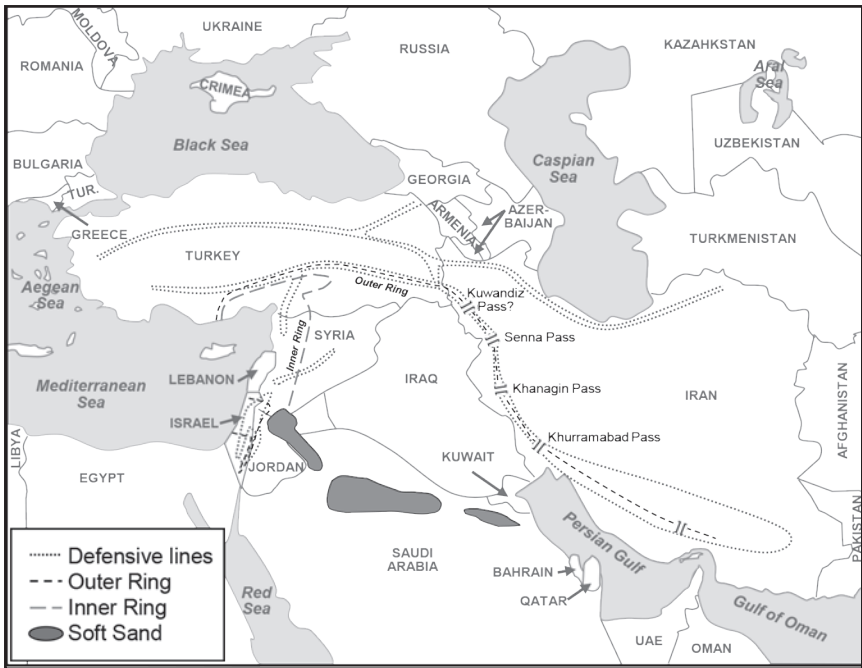 UKRAINE
MOLDOVA
RUSSIA
KAZAHKSTAN
ROMANIA
Aral
Sea
CRIMEA
UZBEKISTAN
Black Sea
Caspian
Sea
BULGARIA
GEORGIA
TUR.
ARMENIA
AZER-
BAIJAN
GREECE
TURKMENISTAN
TURKEY
Aegean
Sea
Outer Ring
Kuwandiz
Pass?
Inner Ring
SYRIA
Senna Pass
LEBANON
IRAQ
Mediterranean
Sea
Khanagin Pass
IRAN
AFGHANISTAN
ISRAEL
Khurramabad Pass
LIBYA
KUWAIT
JORDAN
EGYPT
PAKISTAN
Persian Gulf
SAUDI
ARABIA
BAHRAIN
QATAR
Red
Sea
Gulf of Oman
UAE
OMAN
Defensive lines
Outer Ring
Inner Ring
Soft Sand